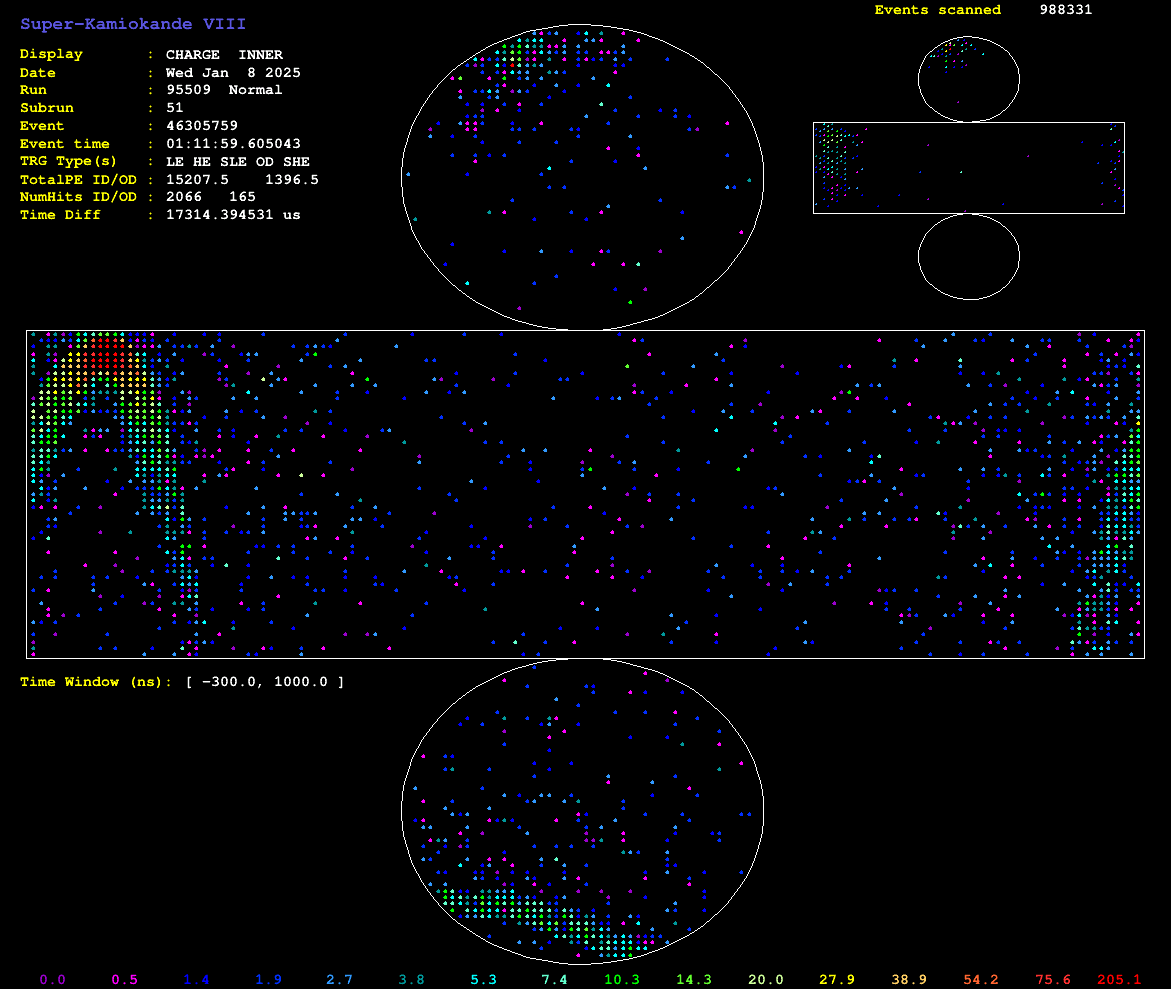 Super-Kamiokande VIII
Events scanned 988331
Display : CHARGE INNER
Date : Wed Jan 8 2025
Run : 95509 Normal
Subrun : 51
Event : 46305759
Event time : 01:11:59.605043
TRG Type(s) : LE HE SLE OD SHE
TotalPE ID/OD : 15207.5 1396.5
NumHits ID/OD : 2066 165
Time Diff : 17314.394531 us
Time Window (ns): [ -300.0, 1000.0 ]
0.0 0.5 1.4 1.9 2.7 3.8 5.3 7.4 10.3 14.3 20.0 27.9 38.9 54.2 75.6 205.1